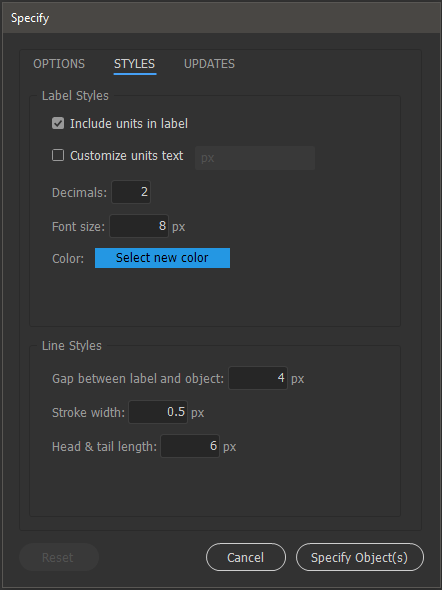 Specify
OPTIONS STYLES UPDATES
Label Styles
Include units in label
Customize units text px
Decimals: 2
Font size: 8 px
Color: Select new color
Line Styles
Gap between label and object: 4 px
Stroke width: 0.5 px
Head & tail length: 6 px
Reset Cancel Specify Object(s)